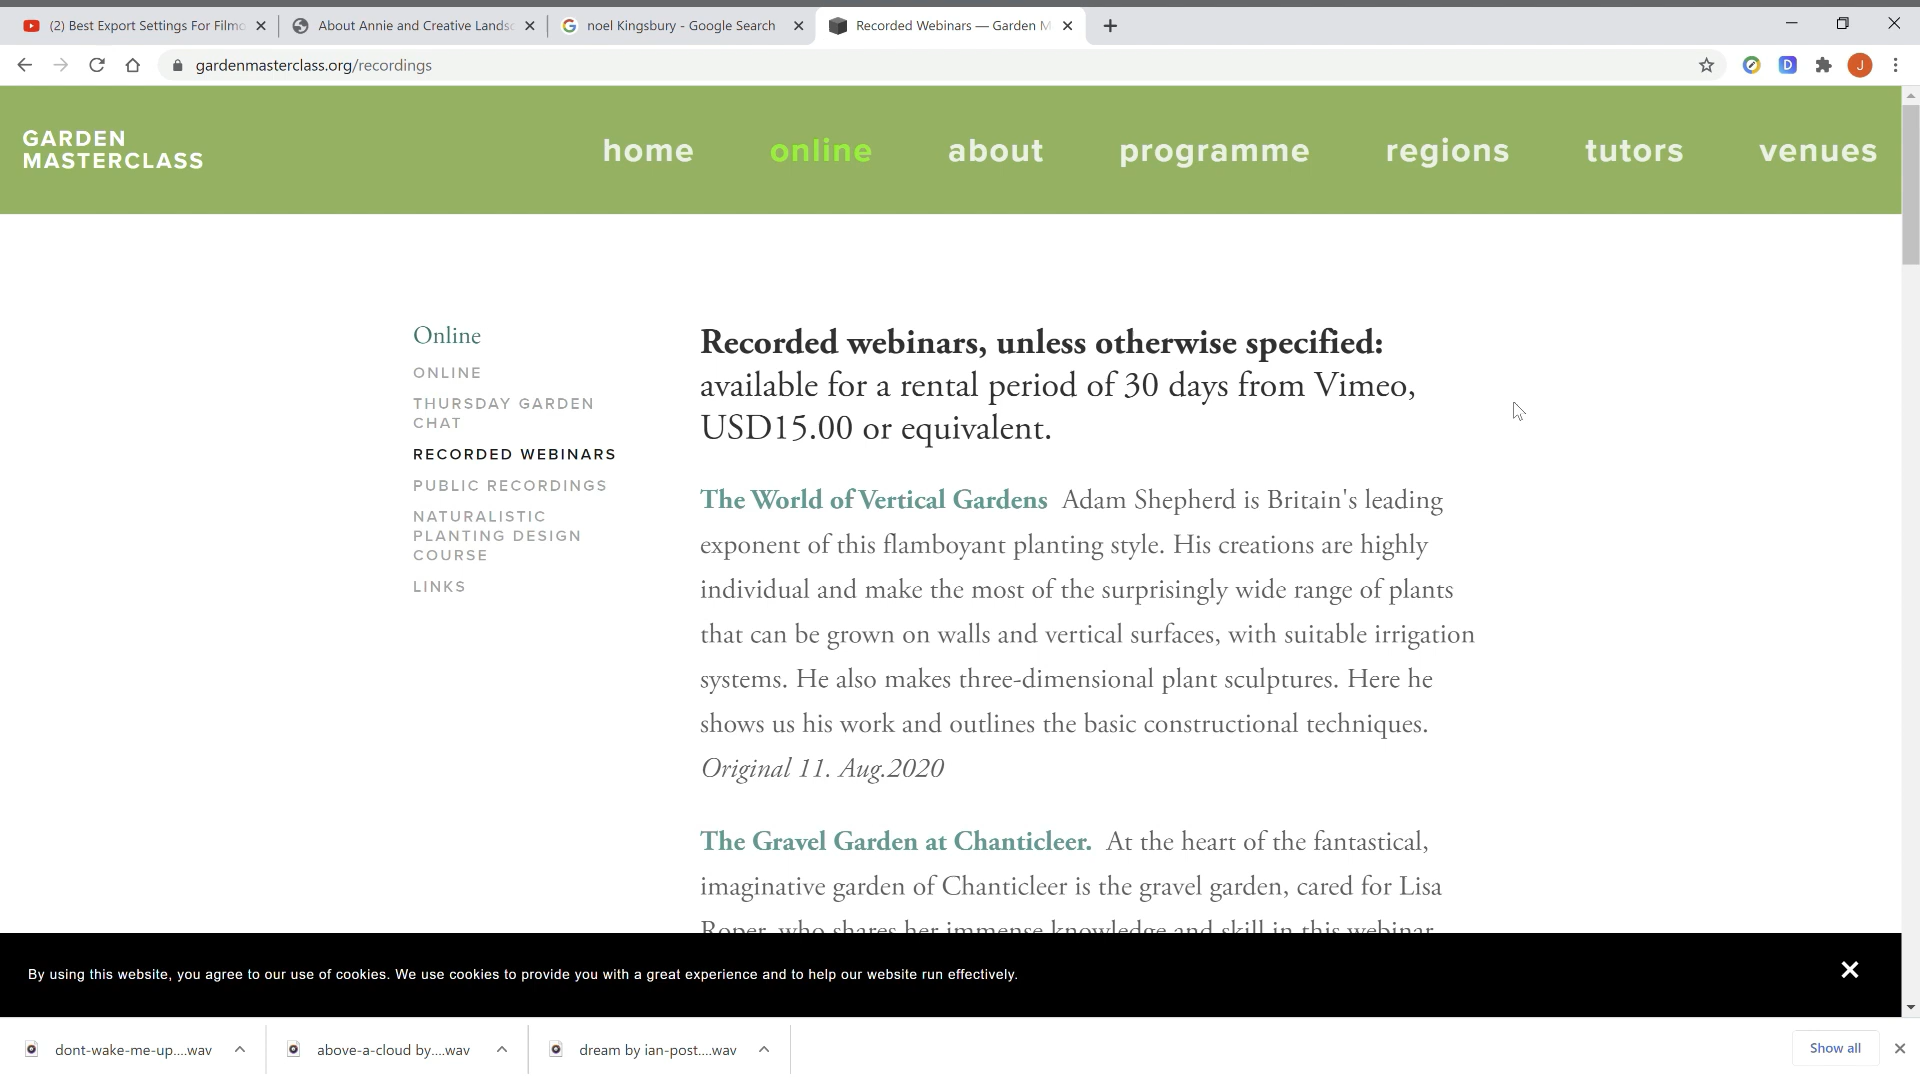 (2) Best Export Settings For Filmo
About Annie and Creative Landsc
noel Kingsbury - Google Search
Recorded Webinars — Garden M
gardenmasterclass.org/recordings
D
J
GARDEN
MASTERCLASS
home
online
about
programme
regions
tutors
venues
Online
ONLINE
THURSDAY GARDEN
CHAT
RECORDED WEBINARS
PUBLIC RECORDINGS
NATURALISTIC
PLANTING DESIGN
COURSE
LINKS
Recorded webinars, unless otherwise specified:
available for a rental period of 30 days from Vimeo,
USD15.00 or equivalent.
The World of Vertical Gardens Adam Shepherd is Britain's leading
exponent of this flamboyant planting style. His creations are highly
individual and make the most of the surprisingly wide range of plants
that can be grown on walls and vertical surfaces, with suitable irrigation
systems. He also makes three-dimensional plant sculptures. Here he
shows us his work and outlines the basic constructional techniques.
Original 11. Aug.2020
The Gravel Garden at Chanticleer. At the heart of the fantastical,
imaginative garden of Chanticleer is the gravel garden, cared for Lisa
Roper, who shares her immense knowledge and skill in this webinar
By using this website, you agree to our use of cookies. We use cookies to provide you with a great experience and to help our website run effectively.
dont-wake-me-up....wav
above-a-cloud by....wav
dream by ian-post....wav
Show all